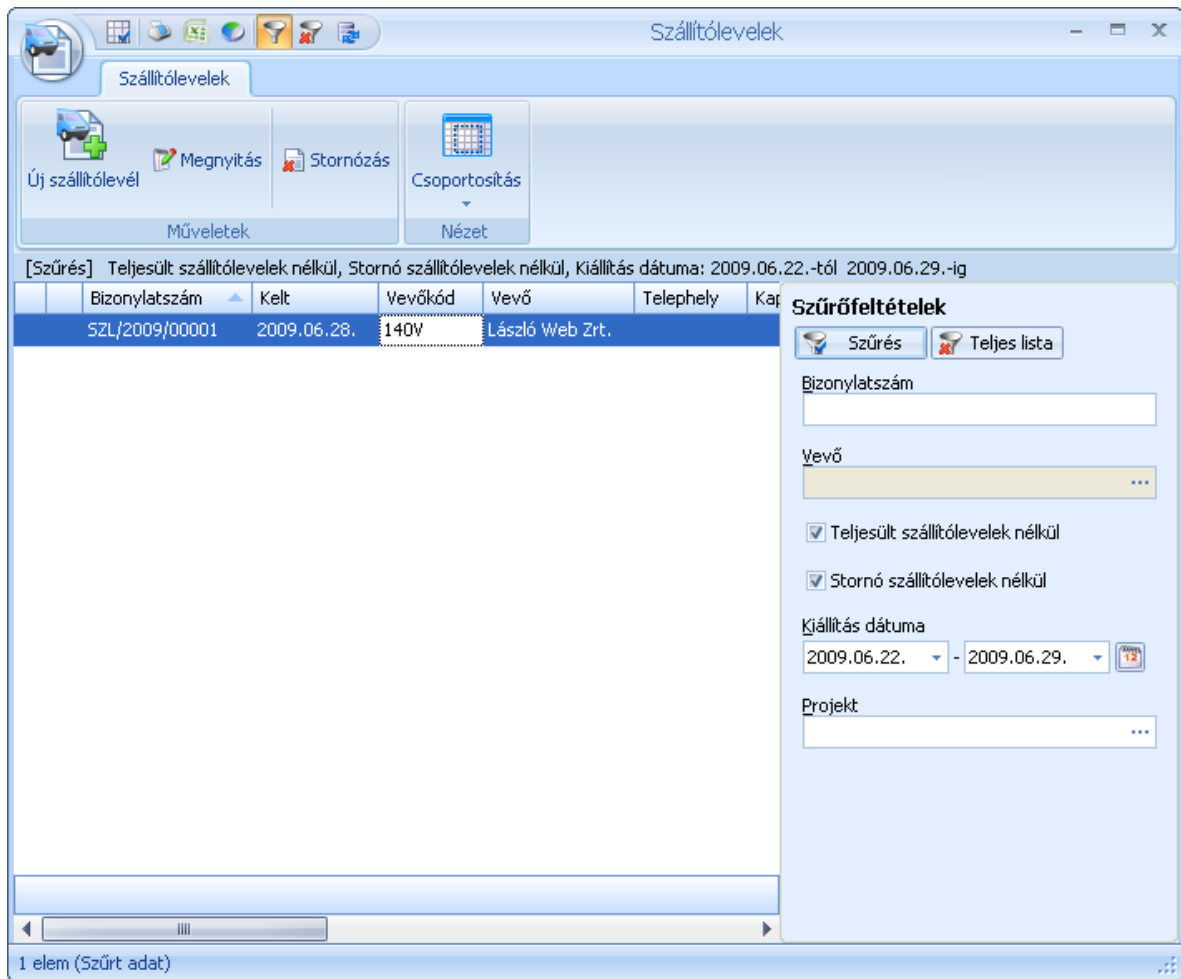 Szállítólevelek
Szállítólevelek
Új szállítólevél
Megnyitás
Stornózás
Csoportosítás
Műveletek
Nézet
[Szűrés] Teljesült szállítólevelek nélkül, Stornó szállítólevelek nélkül, Kiállítás dátuma: 2009.06.22.-tól 2009.06.29.-ig
Bizonylatszám Kelt Vevőkód Vevő Telephely Kap
SZL/2009/00001 2009.06.28. 140V László Web Zrt.
Szűrőfeltételek
Szűrés Teljes lista
Bizonylatszám
Vevő
...
Teljesült szállítólevelek nélkül
Stornó szállítólevelek nélkül
Kiállítás dátuma
2009.06.22. - 2009.06.29. 12
Projekt
...
1 elem (Szűrt adat)